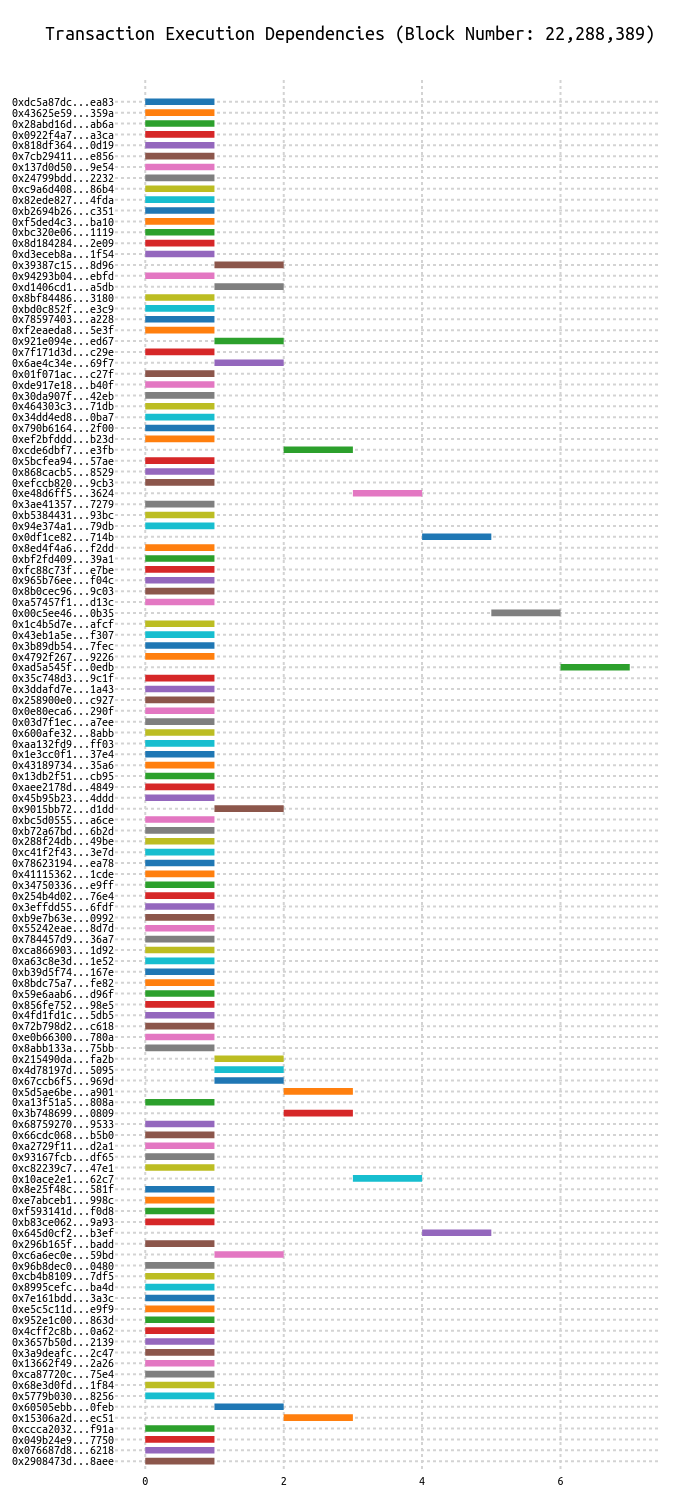 Transaction Execution Dependencies (Block Number: 22,288,389)
0xdc5a87dc...ea83
0x43625e59...359a
0x28abd16d...ab6a
0x0922f4a7...a3ca
0x818df364...0d19
0x7cb29411...e856
0x137d0d50...9e54
0x24799bdd...2232
0xc9a6d408...86b4
0x82ede827...4fda
0xb2694b26...c351
0xf5ded4c3...ba10
0xbc320e06...1119
0x8d184284...2e09
0xd3eceb8a...1f54
0x39387c15...8d96
0x94293b04...ebfd
0xd1406cd1...a5db
0x8bf84486...3180
0xbd0c852f...e3c9
0x78597403...a228
0xf2eaeda8...5e3f
0x921e094e...ed67
0x7f171d3d...c29e
0x6ae4c34e...69f7
0x01f071ac...c27f
0xde917e18...b40f
0x30da907f...42eb
0x464303c3...71db
0x34dd4ed8...0ba7
0x790b6164...2f00
0xef2bfddd...b23d
0xcde6dbf7...e3fb
0x5bcfea94...57ae
0x868cacb5...8529
0xefccb820...9cb3
0xe48d6ff5...3624
0x3ae41357...7279
0xb5384431...93bc
0x94e374a1...79db
0x0df1ce82...714b
0x8ed4f4a6...f2dd
0xbf2fd409...39a1
0xfc88c73f...e7be
0x965b76ee...f04c
0x8b0cec96...9c03
0xa57457f1...d13c
0x00c5ee46...0b35
0x1c4b5d7e...afcf
0x43eb1a5e...f307
0x3b89db54...7fec
0x4792f267...9226
0xad5a545f...0edb
0x35c748d3...9c1f
0x3ddafd7e...1a43
0x258900e0...c927
0x0e80eca6...290f
0x03d7f1ec...a7ee
0x600afe32...8abb
0xaa132fd9...ff03
0x1e3cc0f1...37e4
0x43189734...35a6
0x13db2f51...cb95
0xaee2178d...4849
0x45b95b23...4ddd
0x9015bb72...d1dd
0xbc5d0555...a6ce
0xb72a67bd...6b2d
0x288f24db...49be
0xc41f2f43...3e7d
0x78623194...ea78
0x41115362...1cde
0x34750336...e9ff
0x254b4d02...76e4
0x3effdd55...6fdf
0xb9e7b63e...0992
0x55242eae...8d7d
0x784457d9...36a7
0xca866903...1d92
0xa63c8e3d...1e52
0xb39d5f74...167e
0x8bdc75a7...fe82
0x59e6aab6...d96f
0x856fe752...98e5
0x4fd1fd1c...5db5
0x72b798d2...c618
0xe0b66300...780a
0x8abb133a...75bb
0x215490da...fa2b
0x4d78197d...5095
0x67ccb6f5...969d
0x5d5ae6be...a901
0xa13f51a5...808a
0x3b748699...0809
0x68759270...9533
0x66cdc068...b5b0
0xa2729f11...d2a1
0x93167fcb...df65
0xc82239c7...47e1
0x10ace2e1...62c7
0x8e25f48c...581f
0xe7abceb1...998c
0xf593141d...f0d8
0xb83ce062...9a93
0x645d0cf2...b3ef
0x296b165f...badd
0xc6a6ec0e...59bd
0x96b8dec0...0480
0xcb4b8109...7df5
0x8995cefc...ba4d
0x7e161bdd...3a3c
0xe5c5c11d...e9f9
0x952e1c00...863d
0x4cff2c8b...0a62
0x3657b50d...2139
0x3a9deafc...2c47
0x13662f49...2a26
0xca87720c...75e4
0x68e3d0fd...1f84
0x5779b030...8256
0x60505ebb...0feb
0x15306a2d...ec51
0xccca2032...f91a
0x049b24e9...7750
0x076687d8...6218
0x2908473d...8aee
0 2 4 6